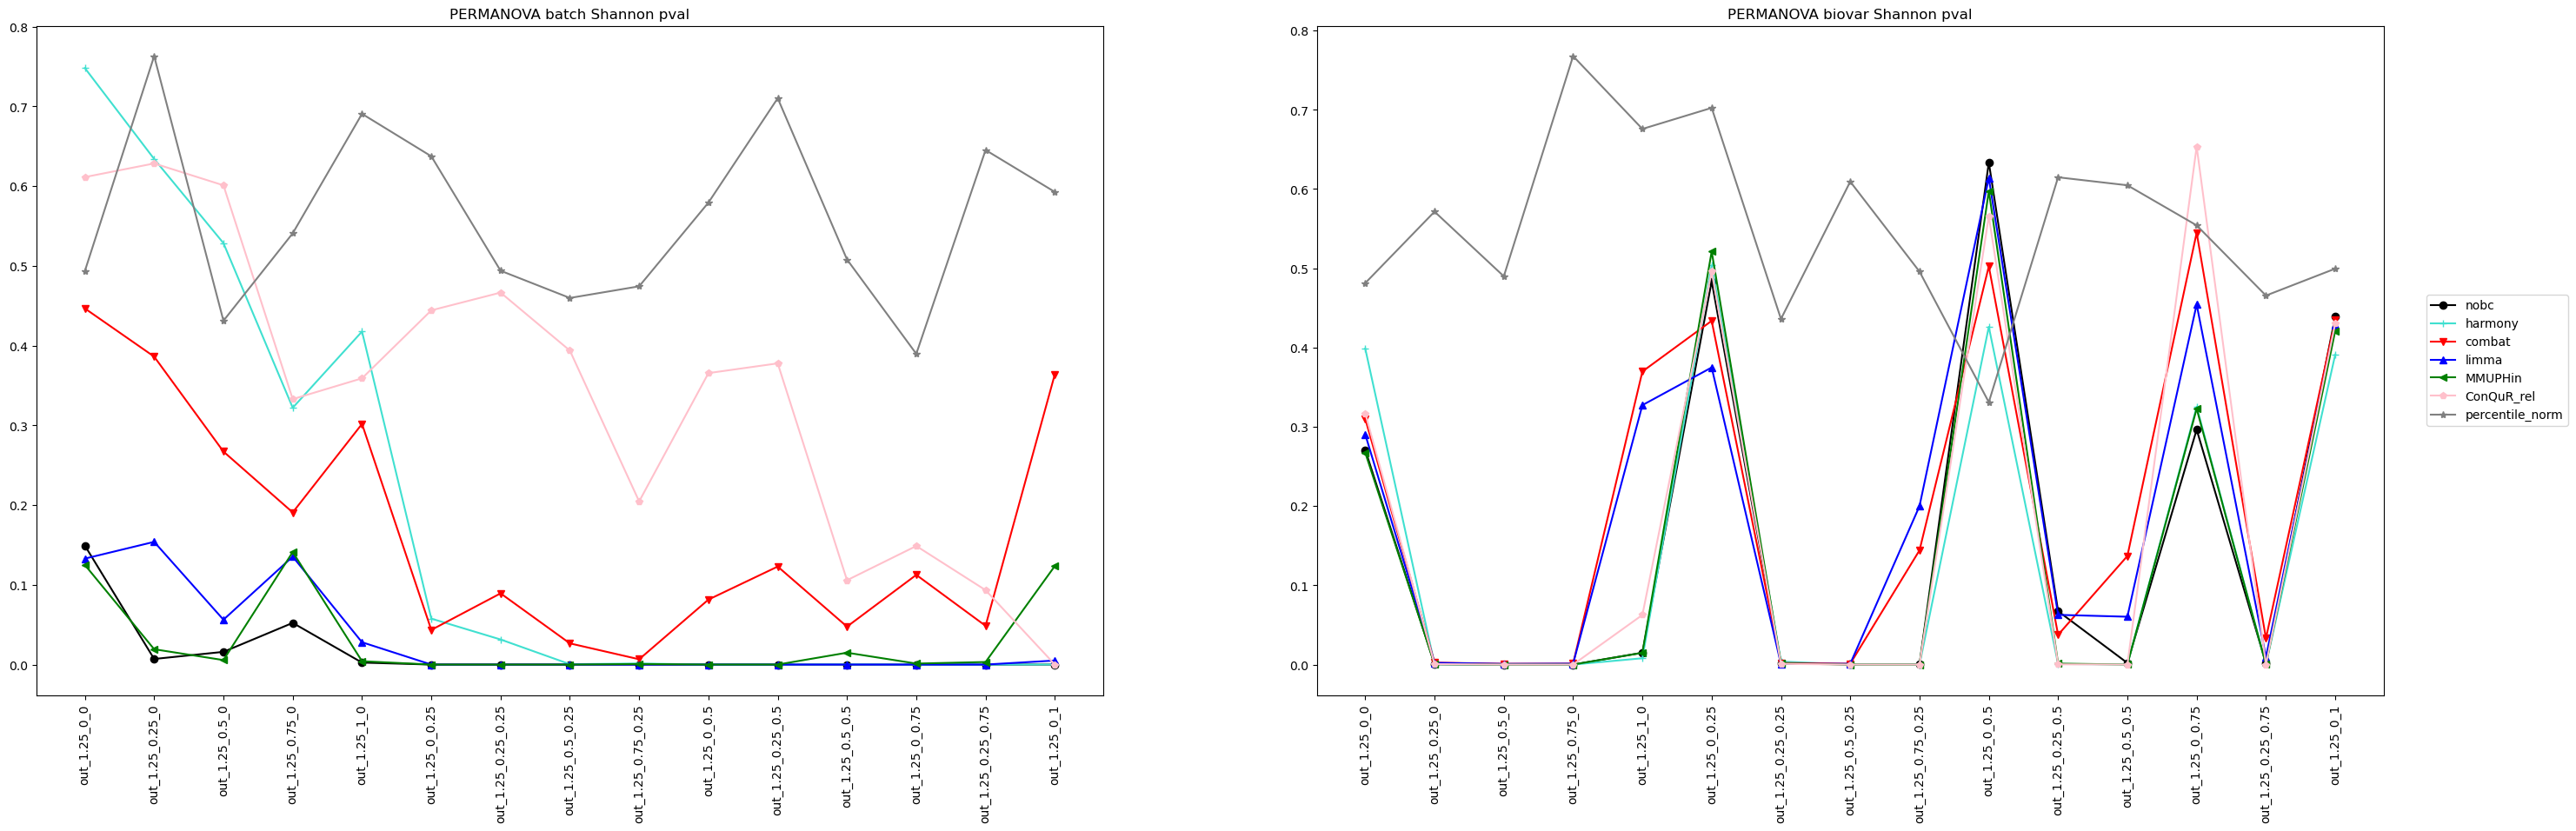 PERMANOVA batch Shannon pval
0.8
0.7
0.6
0.5
0.4
0.3
0.2
0.1
0.0
out_1.25_0_0
out_1.25_0.25_0
out_1.25_0.5_0
out_1.25_0.75_0
out_1.25_1_0
out_1.25_0_0.25
out_1.25_0.25_0.25
out_1.25_0.5_0.25
out_1.25_0.75_0.25
out_1.25_0_0.5
out_1.25_0.25_0.5
out_1.25_0.5_0.5
out_1.25_0_0.75
out_1.25_0.25_0.75
out_1.25_0_1
PERMANOVA biovar Shannon pval
0.8
0.7
0.6
0.5
0.4
0.3
0.2
0.1
0.0
out_1.25_0_0
out_1.25_0.25_0
out_1.25_0.5_0
out_1.25_0.75_0
out_1.25_1_0
out_1.25_0_0.25
out_1.25_0.25_0.25
out_1.25_0.5_0.25
out_1.25_0.75_0.25
out_1.25_0_0.5
out_1.25_0.25_0.5
out_1.25_0.5_0.5
out_1.25_0_0.75
out_1.25_0.25_0.75
out_1.25_0_1
nobc
harmony
combat
limma
MMUPHin
ConQuR_rel
percentile_norm